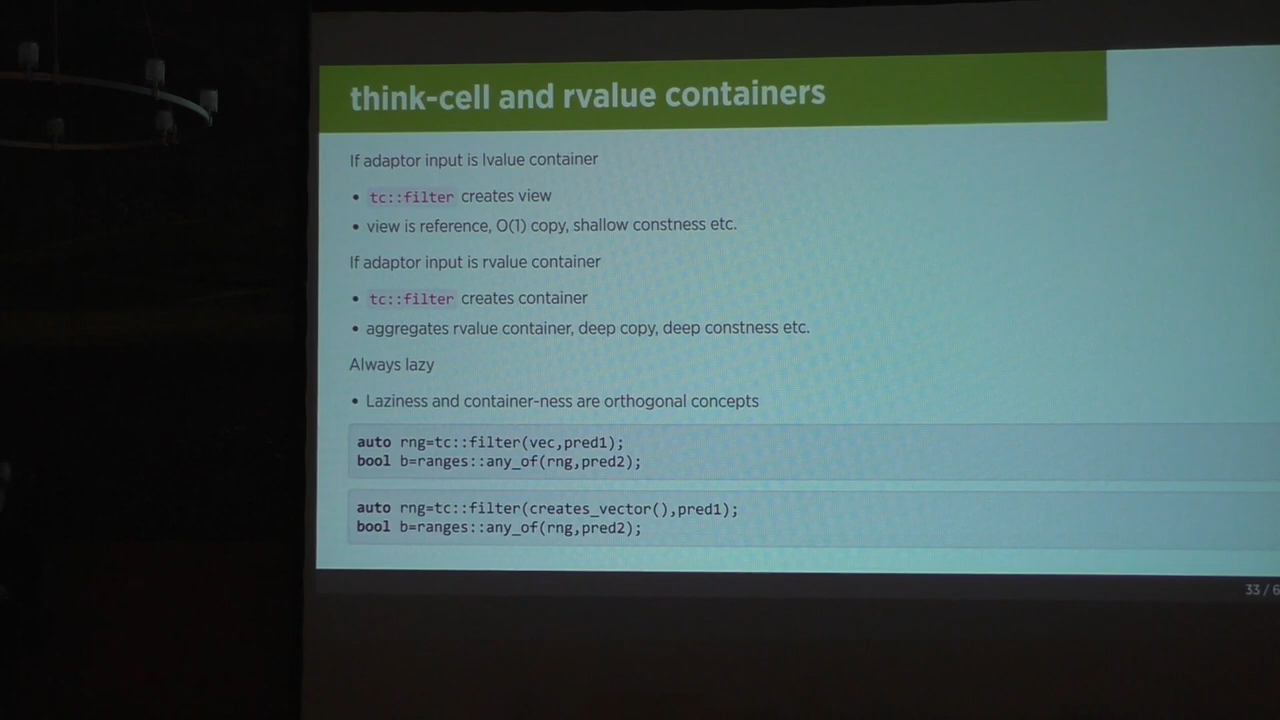 think-cell and rvalue containers
If adaptor input is lvalue container
• tc::filter creates view
• view is reference, O(1) copy, shallow constness etc.
If adaptor input is rvalue container
• tc::filter creates container
• aggregates rvalue container, deep copy, deep constness etc.
Always lazy
• Laziness and container-ness are orthogonal concepts
auto rng=tc::filter(vec,pred1);
bool b=ranges::any_of(rng,pred2);
auto rng=tc::filter(creates_vector(),pred1);
bool b=ranges::any_of(rng,pred2);
33 / 6